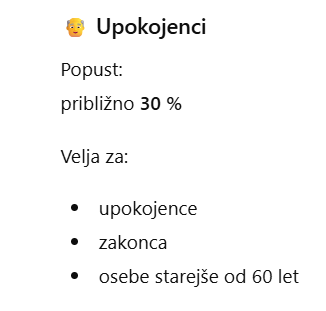 Upokojenci
Popust:
približno 30 %
Velja za:
• upokojence
• zakonca
• osebe starejše od 60 let